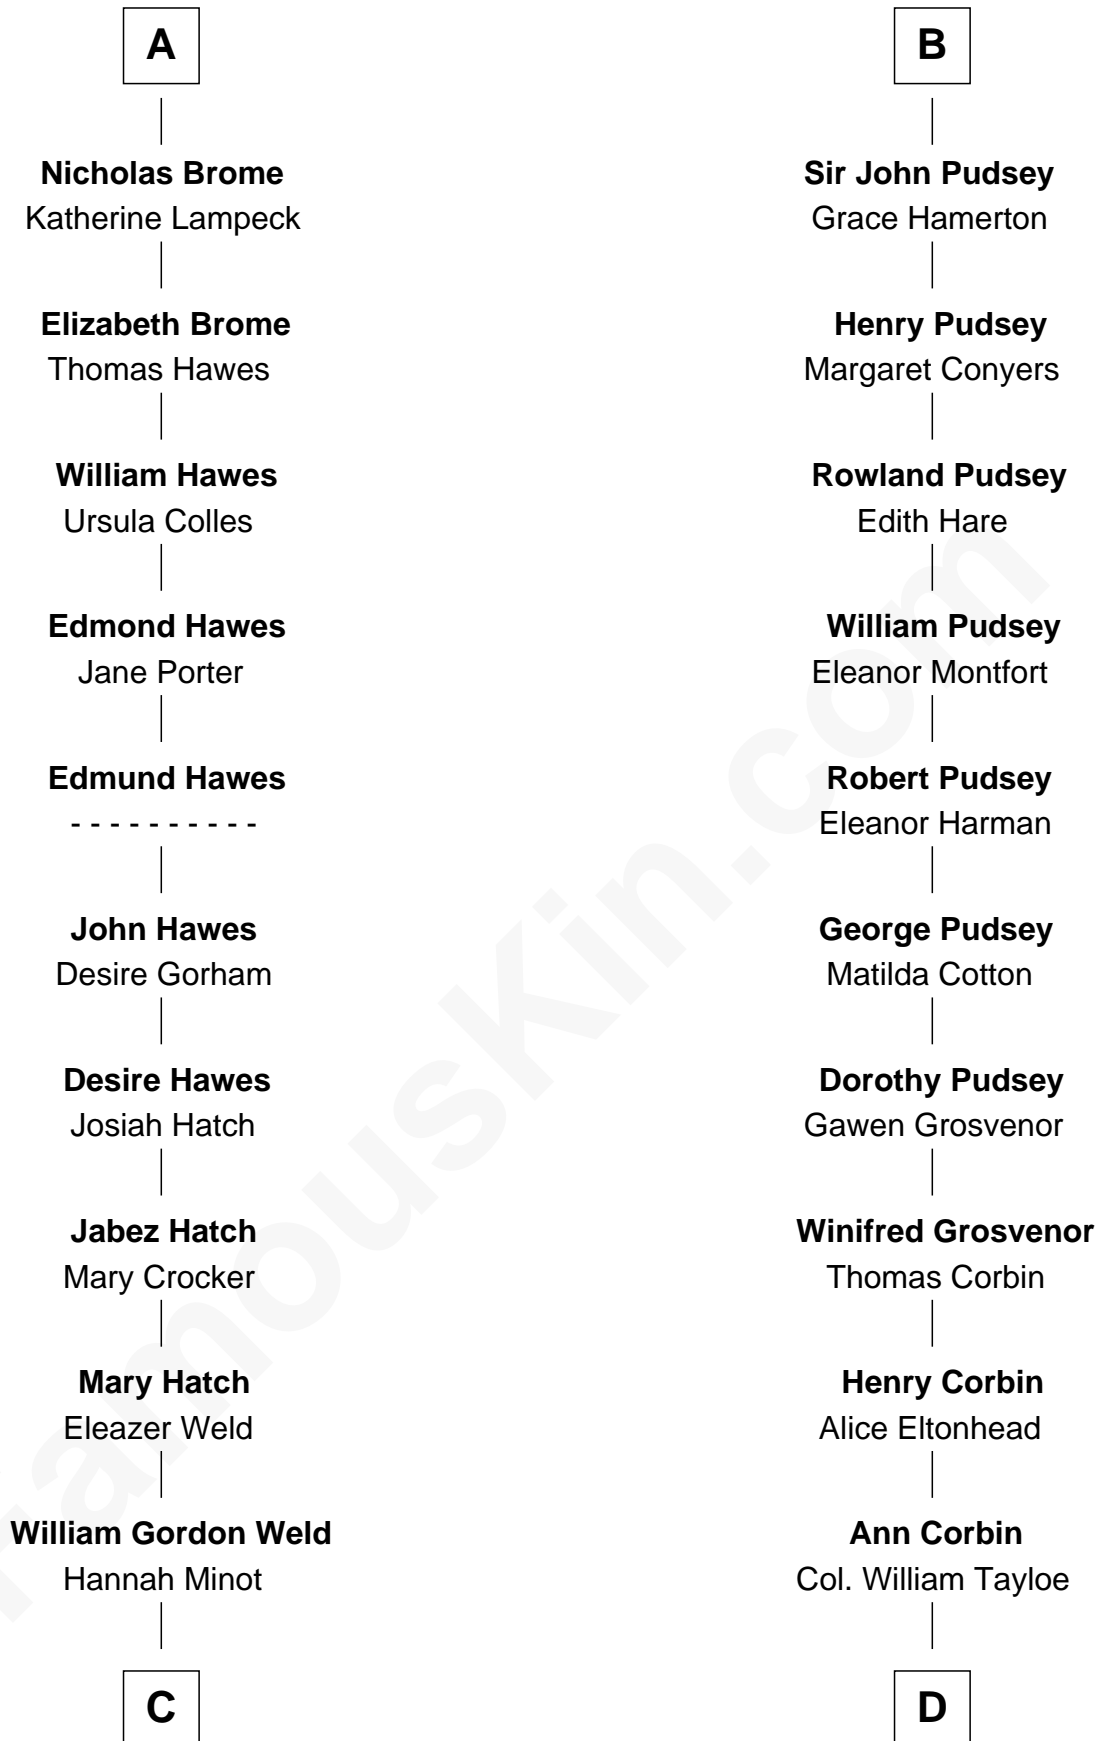 A
Nicholas Brome
Katherine Lampeck
Elizabeth Brome
Thomas Hawes
William Hawes
Ursula Colles
Edmond Hawes
Jane Porter
Edmund Hawes
- - - - - - - - - -
John Hawes
Desire Gorham
Desire Hawes
Josiah Hatch
Jabez Hatch
Mary Crocker
Mary Hatch
Eleazer Weld
William Gordon Weld
Hannah Minot
C
B
Sir John Pudsey
Grace Hamerton
Henry Pudsey
Margaret Conyers
Rowland Pudsey
Edith Hare
William Pudsey
Eleanor Montfort
Robert Pudsey
Eleanor Harman
George Pudsey
Matilda Cotton
Dorothy Pudsey
Gawen Grosvenor
Winifred Grosvenor
Thomas Corbin
Henry Corbin
Alice Eltonhead
Ann Corbin
Col. William Tayloe
D
FamousKin.com